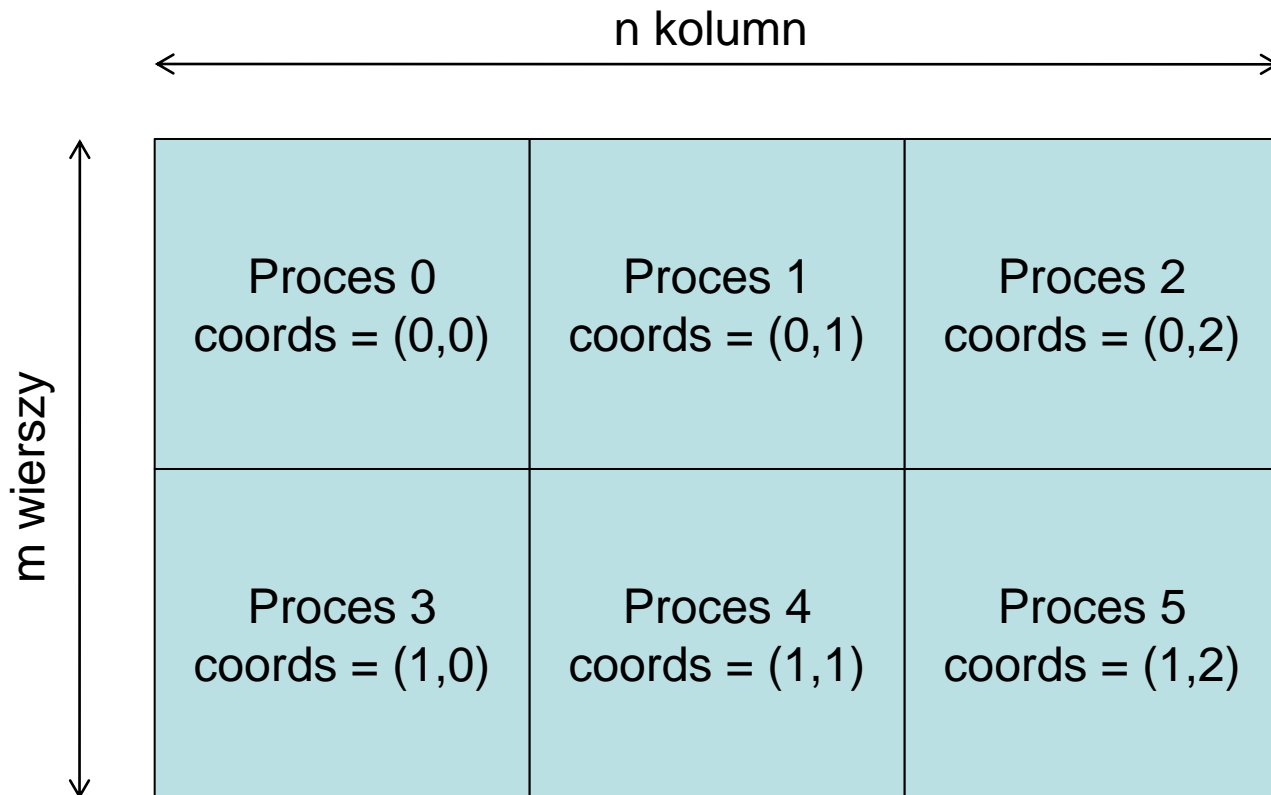 n kolumn
m wierszy
Proces 0
coords = (0,0)
Proces 1
coords = (0,1)
Proces 2
coords = (0,2)
Proces 3
coords = (1,0)
Proces 4
coords = (1,1)
Proces 5
coords = (1,2)